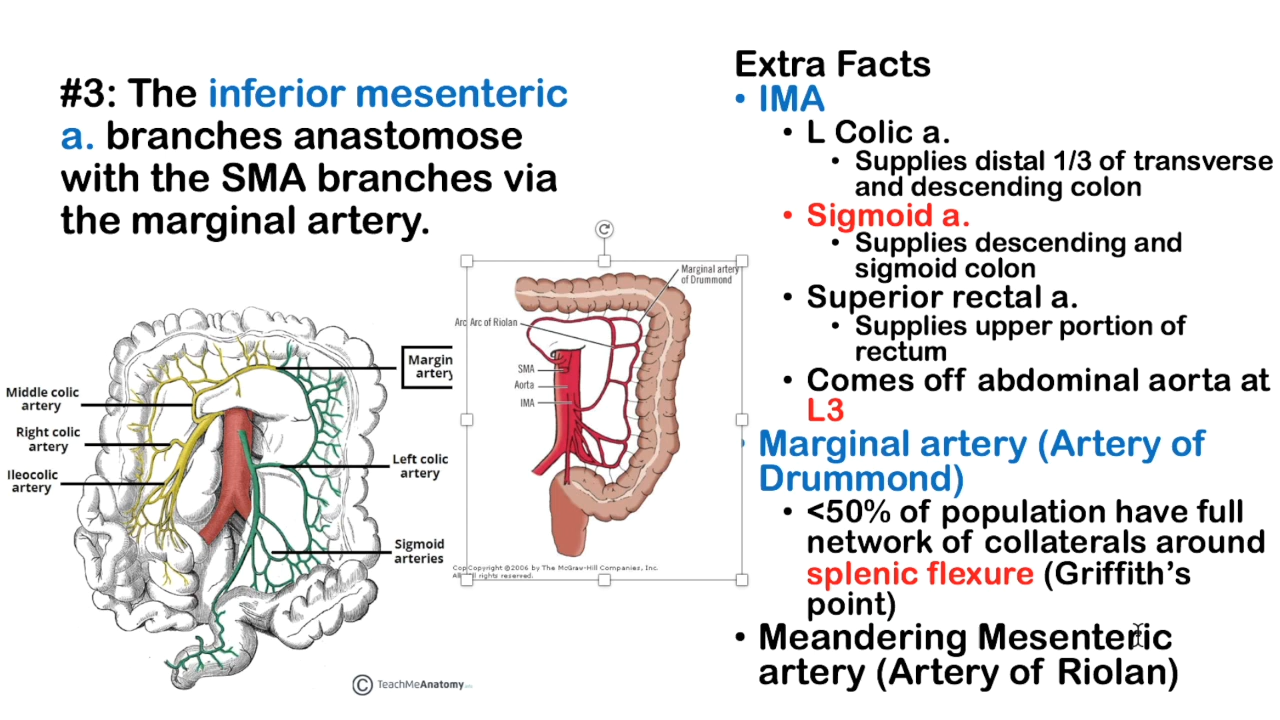 #3: The inferior mesenteric
a. branches anastomose
with the SMA branches via
the marginal artery.
Middle colic
artery
Right colic
artery
Ileocolic
artery
Margin
artery
Left colic
artery
Sigmoid
arteries
© TeachMeAnatomy
Marginal artery
of Drummond
Arc Arc of Riolan
SMA
Aorta
IMA
Cop Copyright ©2006 by The McGraw-Hill Companies, Inc.
All rights reserved.
Extra Facts
• IMA
• L Colic a.
• Supplies distal 1/3 of transverse
and descending colon
• Sigmoid a.
• Supplies descending and
sigmoid colon
• Superior rectal a.
• Supplies upper portion of
rectum
• Comes off abdominal aorta at
L3
• Marginal artery (Artery of
Drummond)
• <50% of population have full
network of collaterals around
splenic flexure (Griffith's
point)
• Meandering Mesenteric
artery (Artery of Riolan)